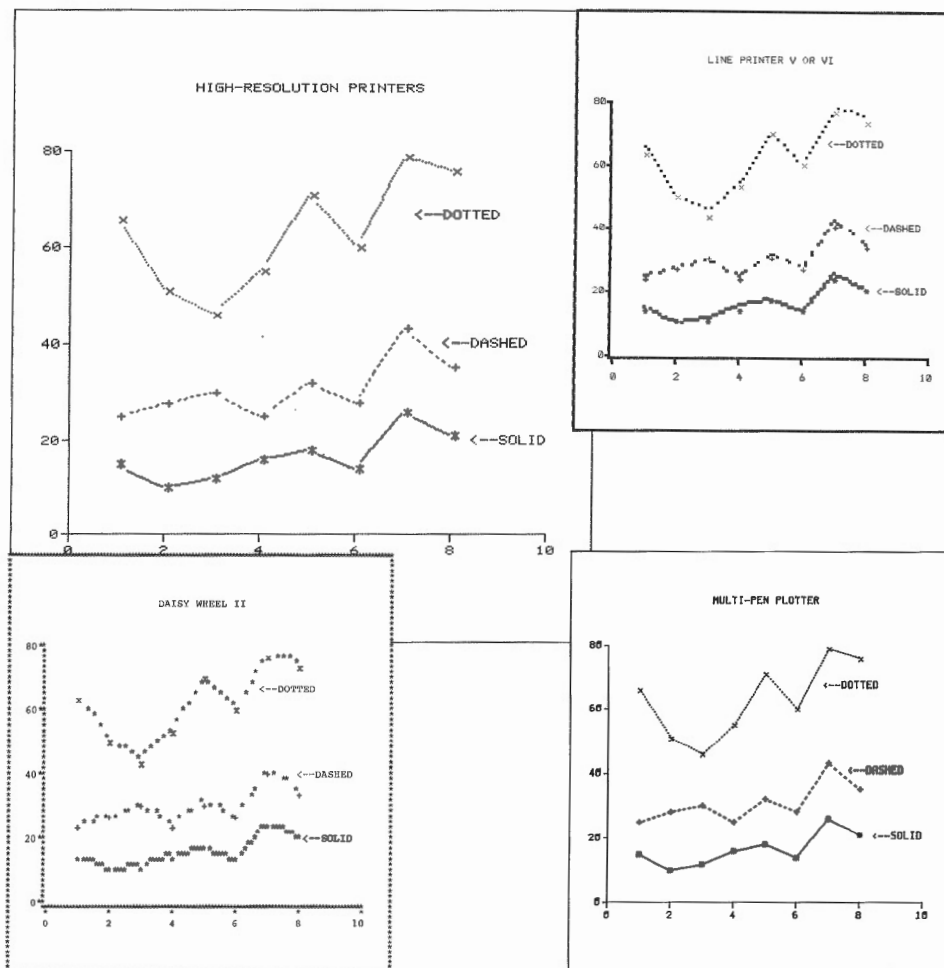 HIGH-RESOLUTION PRINTERS
80
60
40
20
0
0 2 4 6 8 10
<--DOTTED
<--DASHED
<--SOLID
LINE PRINTER V OR VI
80
60
40
20
0
0 2 4 6 8 10
<--DOTTED
<--DASHED
<--SOLID
DAISY WHEEL II
80
60
40
20
0
0 2 4 6 8 10
<--DOTTED
<--DASHED
<--SOLID
MULTI-PEN PLOTTER
80
60
40
20
0
0 2 4 6 8 10
<--DOTTED
<--DASHED
<--SOLID